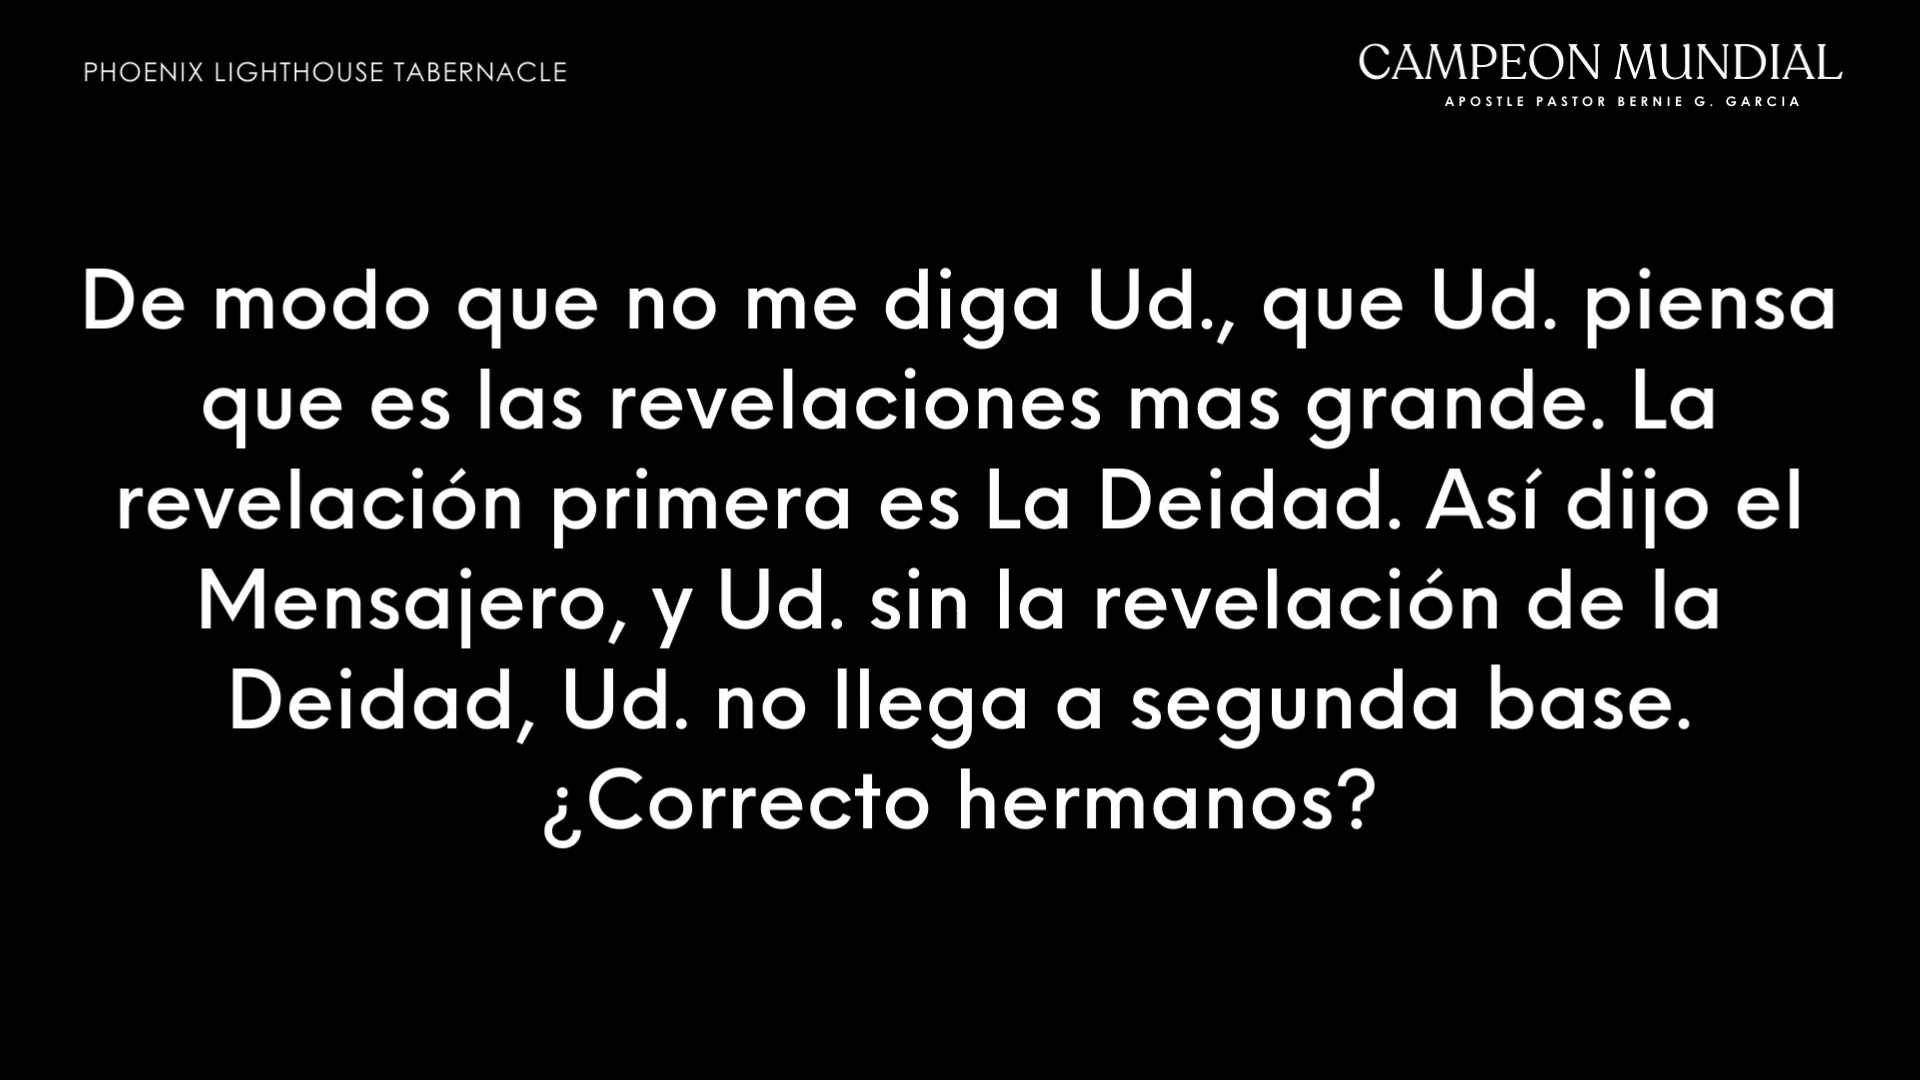 PHOENIX LIGHTHOUSE TABERNACLE
CAMPEON MUNDIAL
APOSTLE PASTOR BERNIE G. GARCIA
De modo que no me diga Ud., que Ud. piensa
que es las revelaciones mas grande. La
revelación primera es La Deidad. Así dijo el
Mensajero, y Ud. sin la revelación de la
Deidad, Ud. no llega a segunda base.
¿Correcto hermanos?